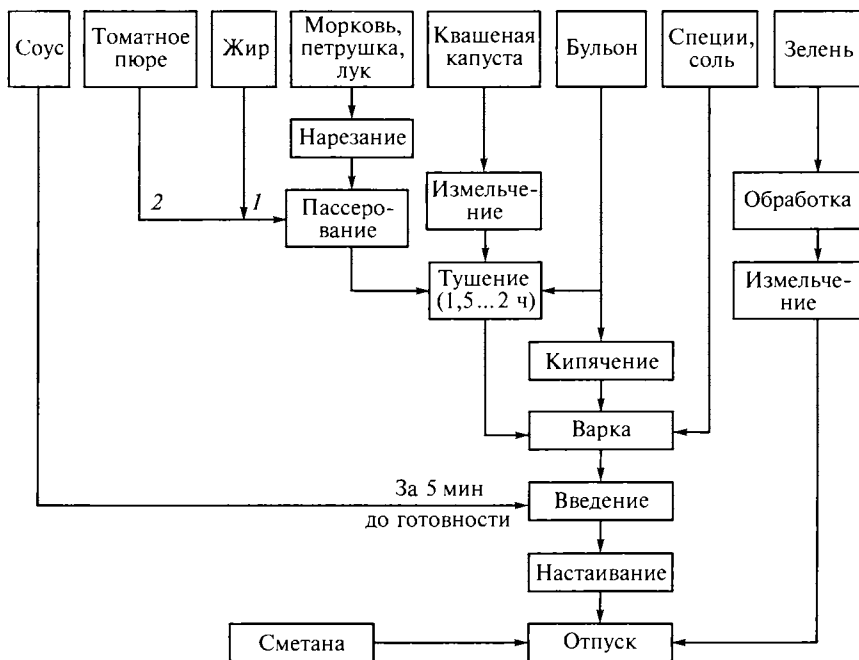 Соус
Томатное
пюре
Жир
Морковь,
петрушка,
лук
Квашеная
капуста
Бульон
Специи,
соль
Зелень
Нарезание
2
1
Пассеро-
вание
Измельче-
ние
Обработка
Тушение
(1,5...2 ч)
Измельче-
ние
Кипячение
Варка
За 5 мин
до готовности
Введение
Настаивание
Сметана
Отпуск